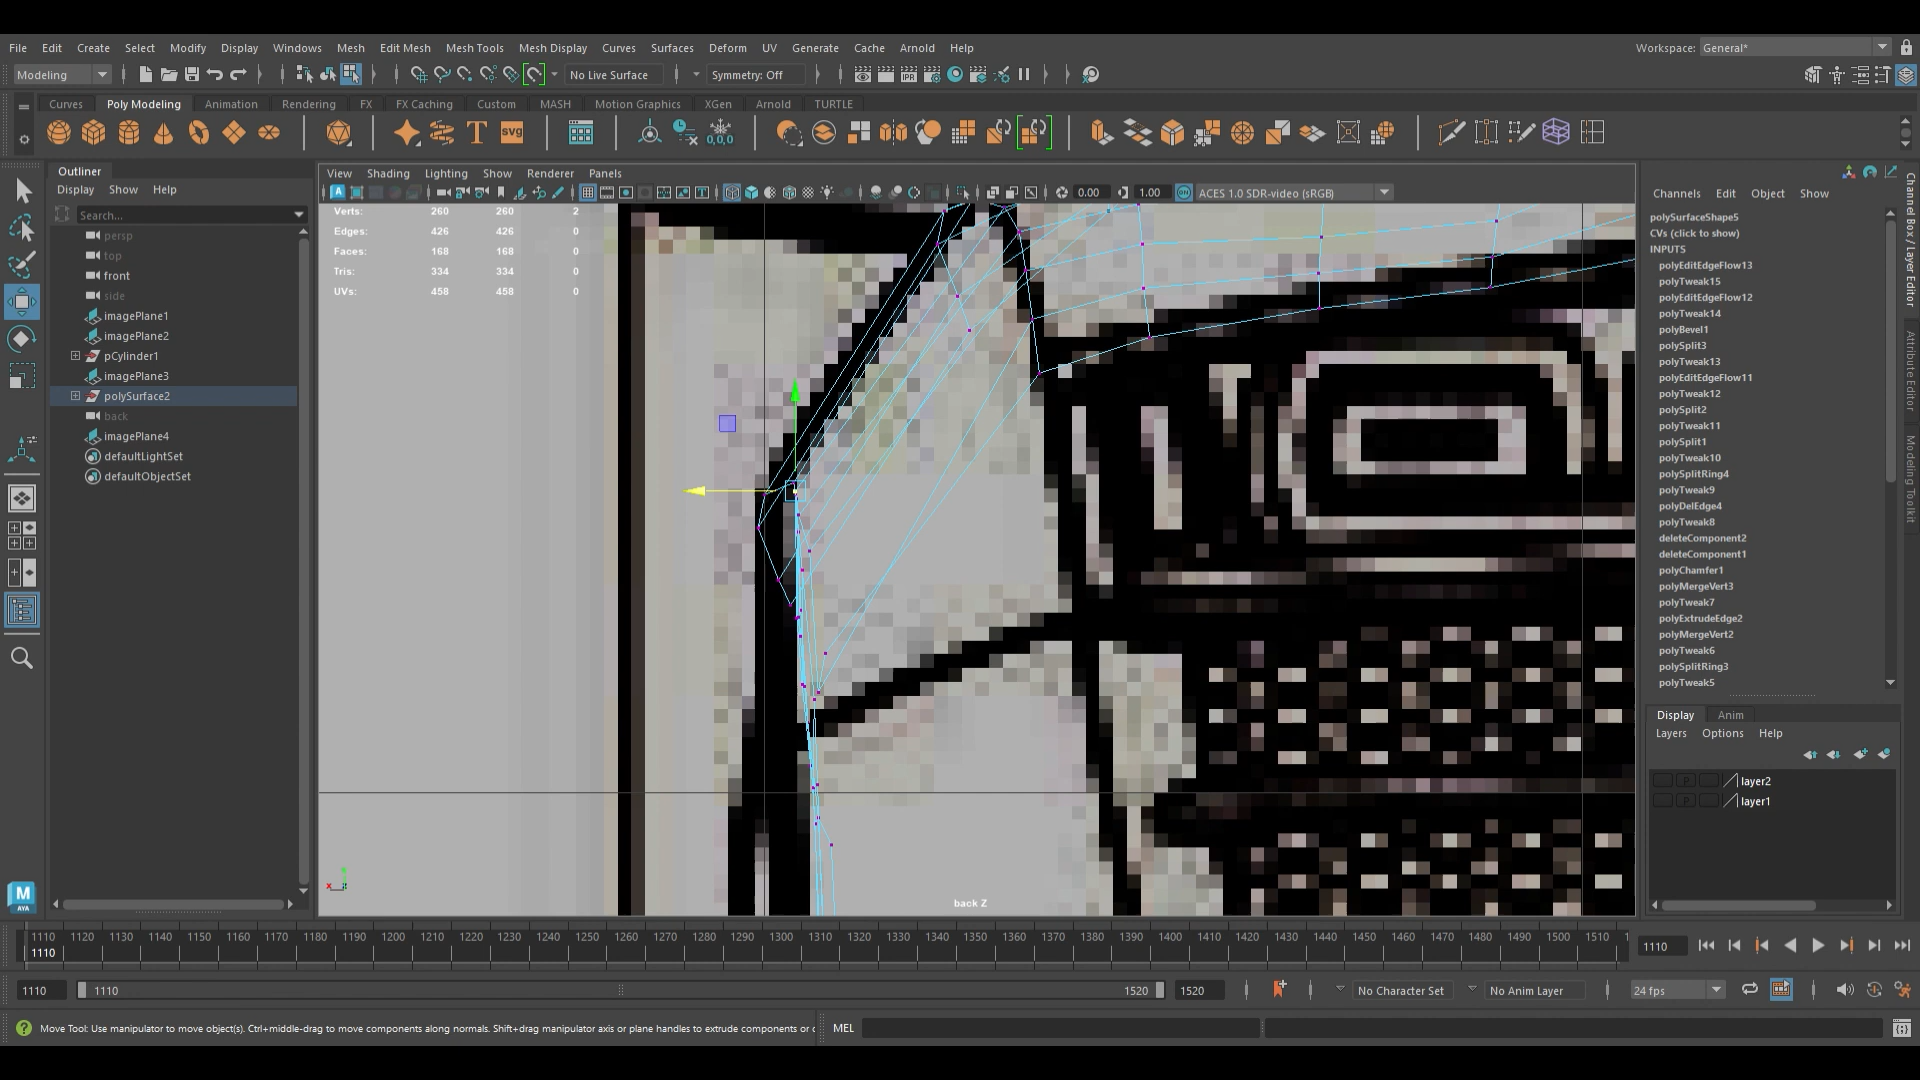 File Edit Create Select Modify Display Windows Mesh Edit Mesh Mesh Tools Mesh Display Curves Surfaces Deform UV Generate Cache Arnold Help Workspace: General*
Modeling No Live Surface Symmetry: Off
Curves Poly Modeling Animation Rendering FX FX Caching Custom MASH Motion Graphics XGen Arnold TURTLE
Outliner
Display Show Help
Search...
persp
top
front
side
imagePlane1
imagePlane2
pCylinder1
imagePlane3
polySurface2
back
imagePlane4
defaultLightSet
defaultObjectSet
View Shading Lighting Show Renderer Panels
0.00 1.00 ACES 1.0 SDR-video (sRGB)
Verts: 260 260 2
Edges: 426 426 0
Faces: 168 168 0
Tris: 334 334 0
UVs: 458 458 0
back Z
Channels Edit Object Show
polySurfaceShape5
CVs (click to show)
INPUTS
polyEditEdgeFlow13
polyTweak15
polyEditEdgeFlow12
polyTweak14
polyBevel1
polySplit3
polyTweak13
polyEditEdgeFlow11
polyTweak12
polySplit2
polyTweak11
polySplit1
polyTweak10
polySplitRing4
polyTweak9
polyDelEdge4
polyTweak8
deleteComponent2
deleteComponent1
polyChamfer1
polyMergeVert3
polyTweak7
polyExtrudeEdge2
polyMergeVert2
polyTweak6
polySplitRing3
polyTweak5
Channel Box / Layer Editor
Attribute Editor
Modeling Toolkit
Display Anim
Layers Options Help
layer2
layer1
1110 1120 1130 1140 1150 1160 1170 1180 1190 1200 1210 1220 1230 1240 1250 1260 1270 1280 1290 1300 1310 1320 1330 1340 1350 1360 1370 1380 1390 1400 1410 1420 1430 1440 1450 1460 1470 1480 1490 1500 1510
1110
1110
1110 1110 1520 1520 No Character Set No Anim Layer 24 fps
Move Tool: Use manipulator to move object(s). Ctrl+middle-drag to move components along normals. Shift+drag manipulator axis or plane handles to extrude components or
MEL